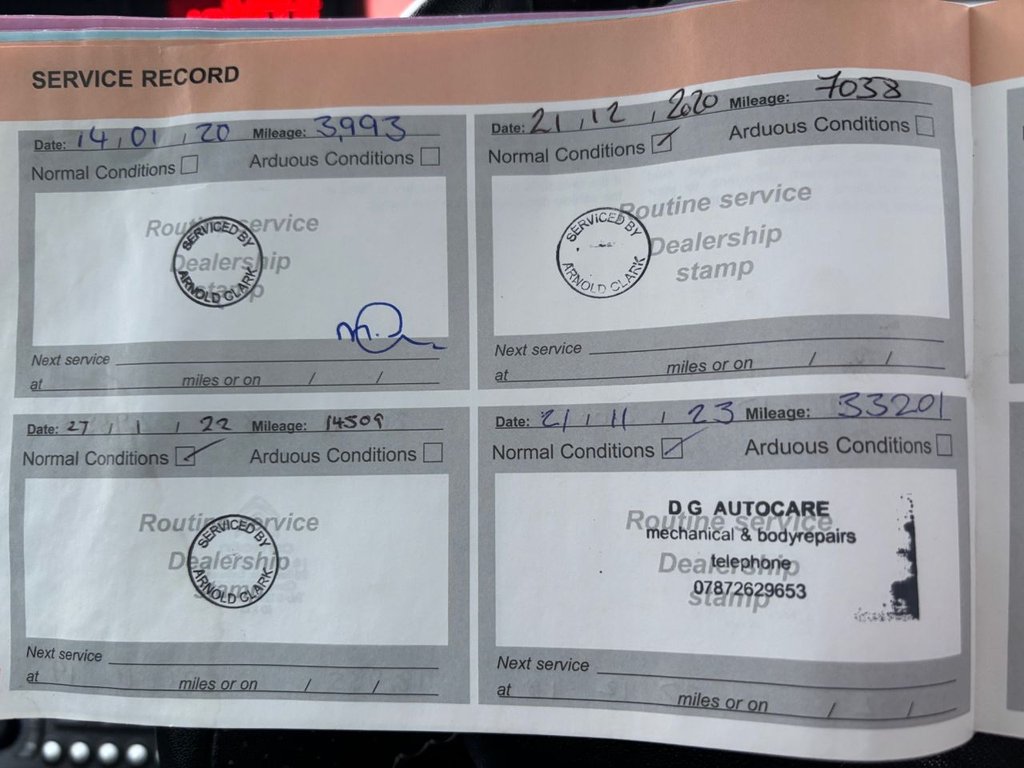 SERVICE RECORD
Date: 14, 01, 20 Mileage: 3,993
Normal Conditions Arduous Conditions
Routine service
Dealership
stamp
SERVICED BY
ARNOLD CLARK
Next service
at miles or on / /
Date: 21, 12, 2020 Mileage: 7038
Normal Conditions Arduous Conditions
Routine service
Dealership
stamp
SERVICED BY
ARNOLD CLARK
Next service
at miles or on / /
Date: 27 / 1 / 22 Mileage: 14509
Normal Conditions Arduous Conditions
Routine service
Dealership
stamp
SERVICED BY
ARNOLD CLARK
Next service
at miles or on / /
Date: 21 / 11 / 23 Mileage: 33201
Normal Conditions Arduous Conditions
Routine service
Dealership
stamp
D G AUTOCARE
mechanical & bodyrepairs
telephone
07872629653
Next service
at miles or on / /